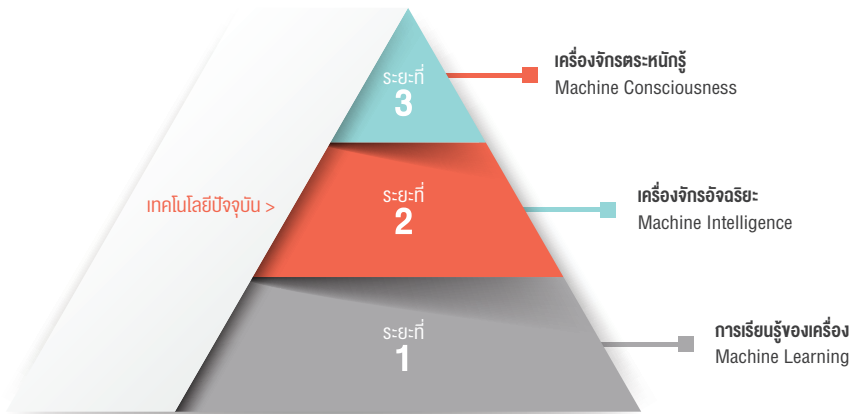 ระยะที่
3
เครื่องจักรตระหนักรู้
Machine Consciousness
เทคโนโลยีปัจจุบัน >
ระยะที่
2
เครื่องจักรอัจฉริยะ
Machine Intelligence
ระยะที่
1
การเรียนรู้ของเครื่อง
Machine Learning